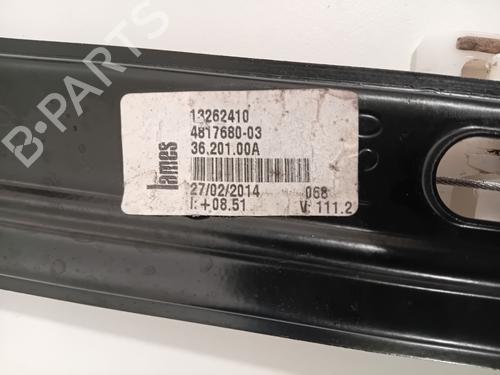 B-PARTS
13262410
4817680-03
36.201.00A
lames
27/02/2014 068
I: +08.51 V: 111.2